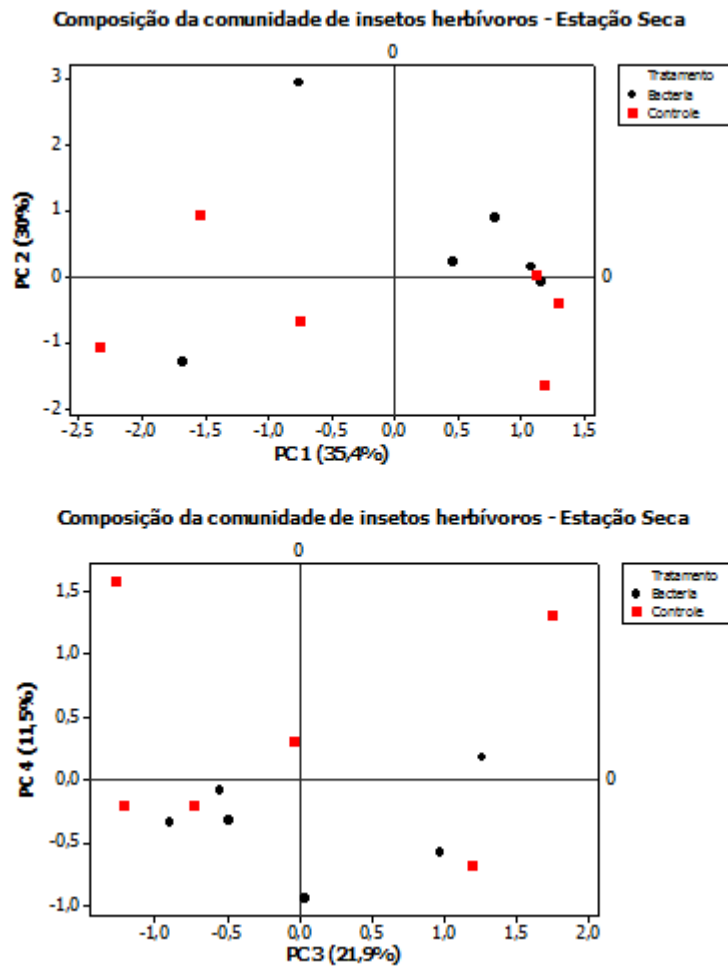 Composição da comunidade de insetos herbívoros - Estação Seca
0
Tratamento
Bacteria
Controle
3
2
1
0
-1
-2
PC 2 (30%)
0
-2,5 -2,0 -1,5 -1,0 -0,5 0,0 0,5 1,0 1,5
PC 1 (35,4%)
Composição da comunidade de insetos herbívoros - Estação Seca
0
Tratamento
Bacteria
Controle
1,5
1,0
0,5
0,0
-0,5
-1,0
PC 4 (11,5%)
0
-1,0 -0,5 0,0 0,5 1,0 1,5 2,0
PC 3 (21,9%)